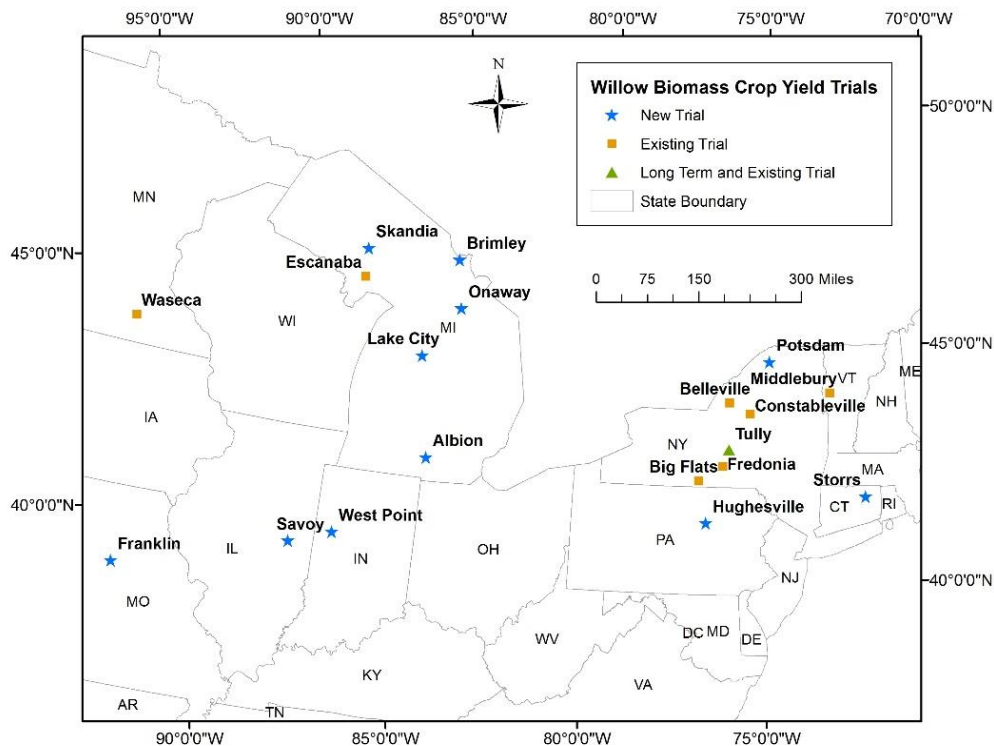 95°0'0"W 90°0'0"W 85°0'0"W 80°0'0"W 75°0'0"W 70°0'0"W
N
Willow Biomass Crop Yield Trials
New Trial
Existing Trial
Long Term and Existing Trial
State Boundary
50°0'0"N
MN
Skandia
Brimley
45°0'0"N
Escanaba
0 75 150 300 Miles
Waseca
Onaway
WI
MI
Lake City
Potsdam
45°0'0"N
Middlebury
VT
ME
Belleville
Constableville
NH
IA
Albion
NY
Tully
Big Flats
Fredonia
MA
Storrs
40°0'0"N
CT
RI
Savoy
West Point
Hughesville
Franklin
IL
IN
OH
PA
40°0'0"N
MO
NJ
WV
DC
MD
DE
KY
VA
AR
TN
90°0'0"W 85°0'0"W 80°0'0"W 75°0'0"W